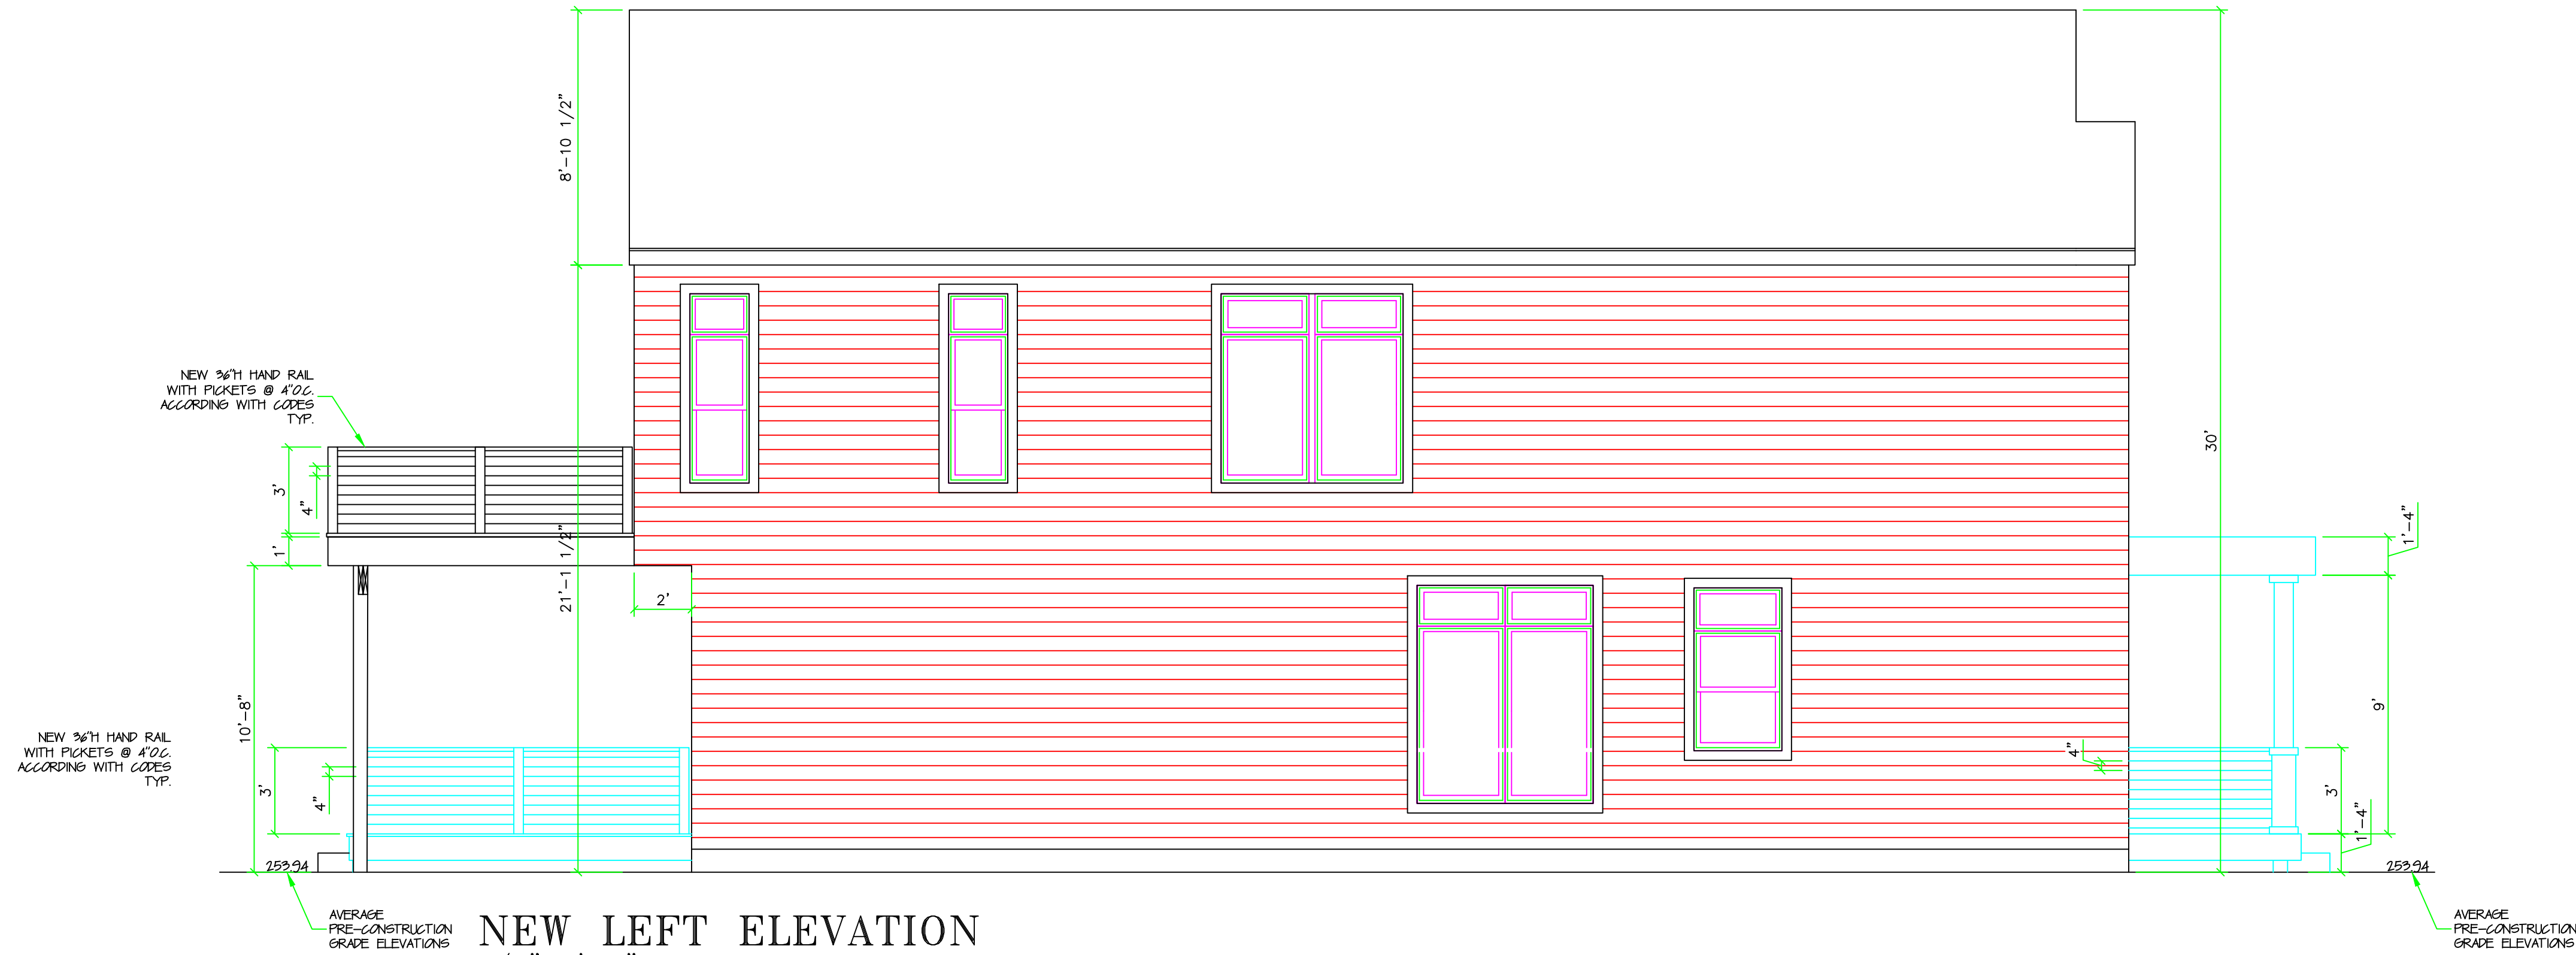 8'-10 1/2"
NEW 36"H HAND RAIL
WITH PICKETS @ 4"O.C.
ACCORDING WITH CODES
TYP.
30'
3'
4"
1'
21'-1 1/2"
2'
1'-4"
10'-8"
9'
NEW 36"H HAND RAIL
WITH PICKETS @ 4"O.C.
ACCORDING WITH CODES
TYP.
3'
4"
4"
3'
1'-4"
253.94
253.94
AVERAGE
PRE-CONSTRUCTION
GRADE ELEVATIONS
NEW LEFT ELEVATION
AVERAGE
PRE-CONSTRUCTION
GRADE ELEVATIONS